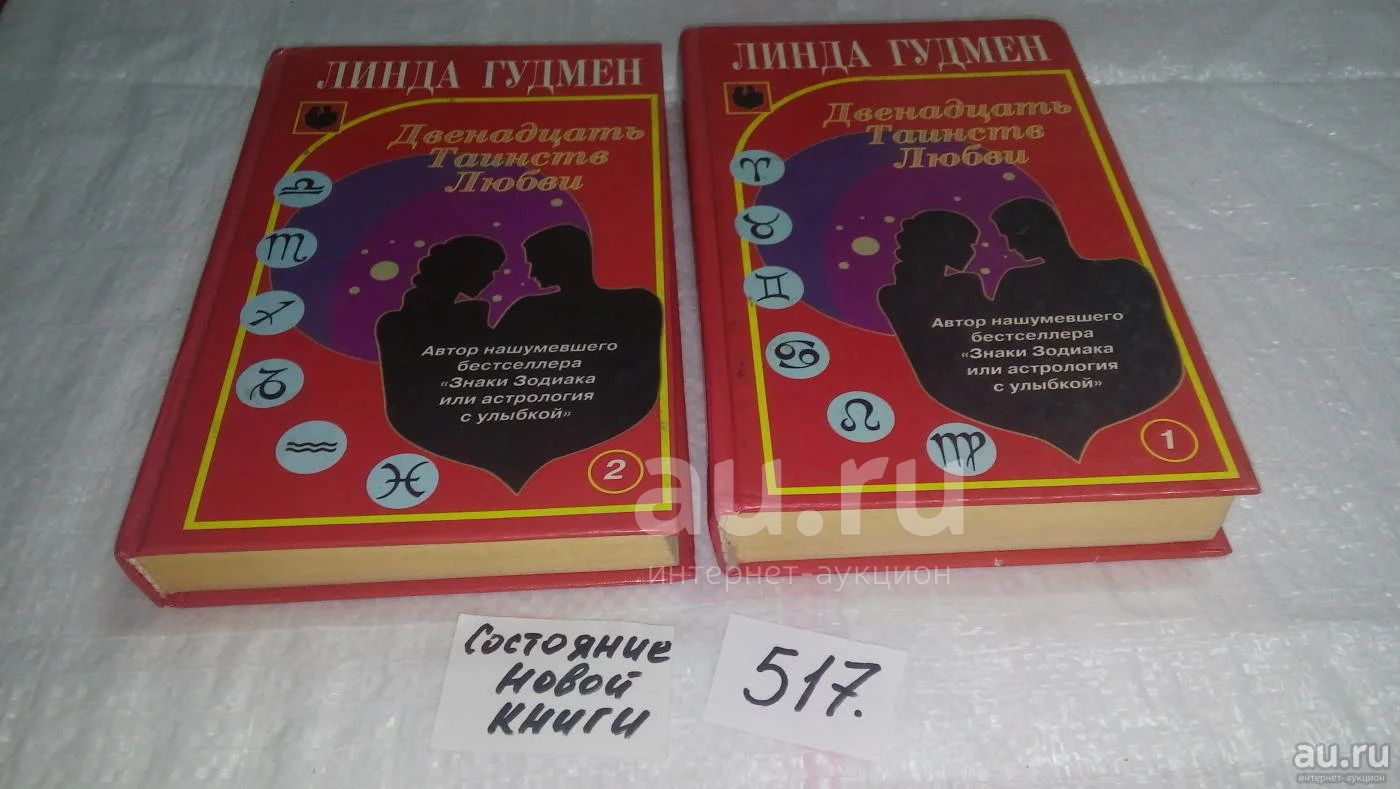 ЛИНДА ГУДМЕН
Двенадцать
Таинств
Любви
Автор нашумевшего
бестселлера
«Знаки Зодиака
или астрология
с улыбкой»
2
ЛИНДА ГУДМЕН
Двенадцать
Таинств
Любви
Автор нашумевшего
бестселлера
«Знаки Зодиака
или астрология
с улыбкой»
1
au.ru
интернет-аукцион
Состояние
новой
книги
517.
au.ru
интернет-аукцион